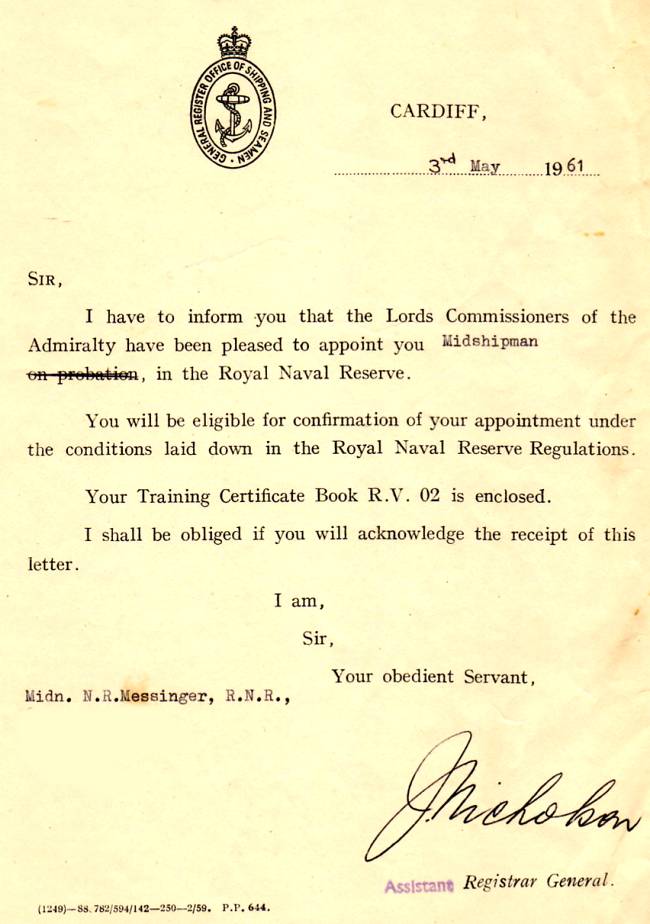 GENERAL REGISTER OFFICE OF SHIPPING AND SEAMEN
CARDIFF,
3rd May 1961
SIR,
I have to inform you that the Lords Commissioners of the
Admiralty have been pleased to appoint you Midshipman
on probation, in the Royal Naval Reserve.
You will be eligible for confirmation of your appointment under
the conditions laid down in the Royal Naval Reserve Regulations.
Your Training Certificate Book R.V. 02 is enclosed.
I shall be obliged if you will acknowledge the receipt of this
letter.
I am,
Sir,
Your obedient Servant,
Midn. N.R.Messinger, R.N.R.,
J. Nicholson
Assistant Registrar General.
(1249)—S8. 782/594/142—250—2/59. P.P. 644.